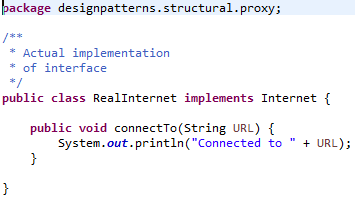 package designpatterns.structural.proxy;
/**
 * Actual implementation
 * of interface
 */
public class RealInternet implements Internet {
    public void connectTo(String URL) {
        System.out.println("Connected to " + URL);
    }
}